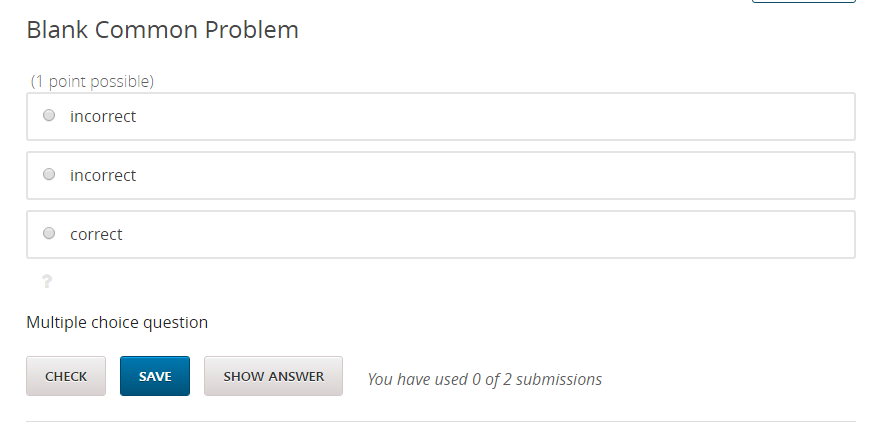 Blank Common Problem
(1 point possible)
incorrect
incorrect
correct
?
Multiple choice question
CHECK SAVE SHOW ANSWER You have used 0 of 2 submissions